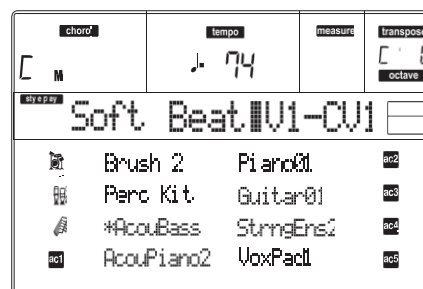 chord tempo measure transpose
C M ♩. 74 C
octave
style play
Soft Beat V1-CV1
Brush 2 Piano01 ac2
Perc Kit Guitar01 ac3
*AcouBass StrngEns2 ac4
ac1 AcouPiano2 VoxPad1 ac5